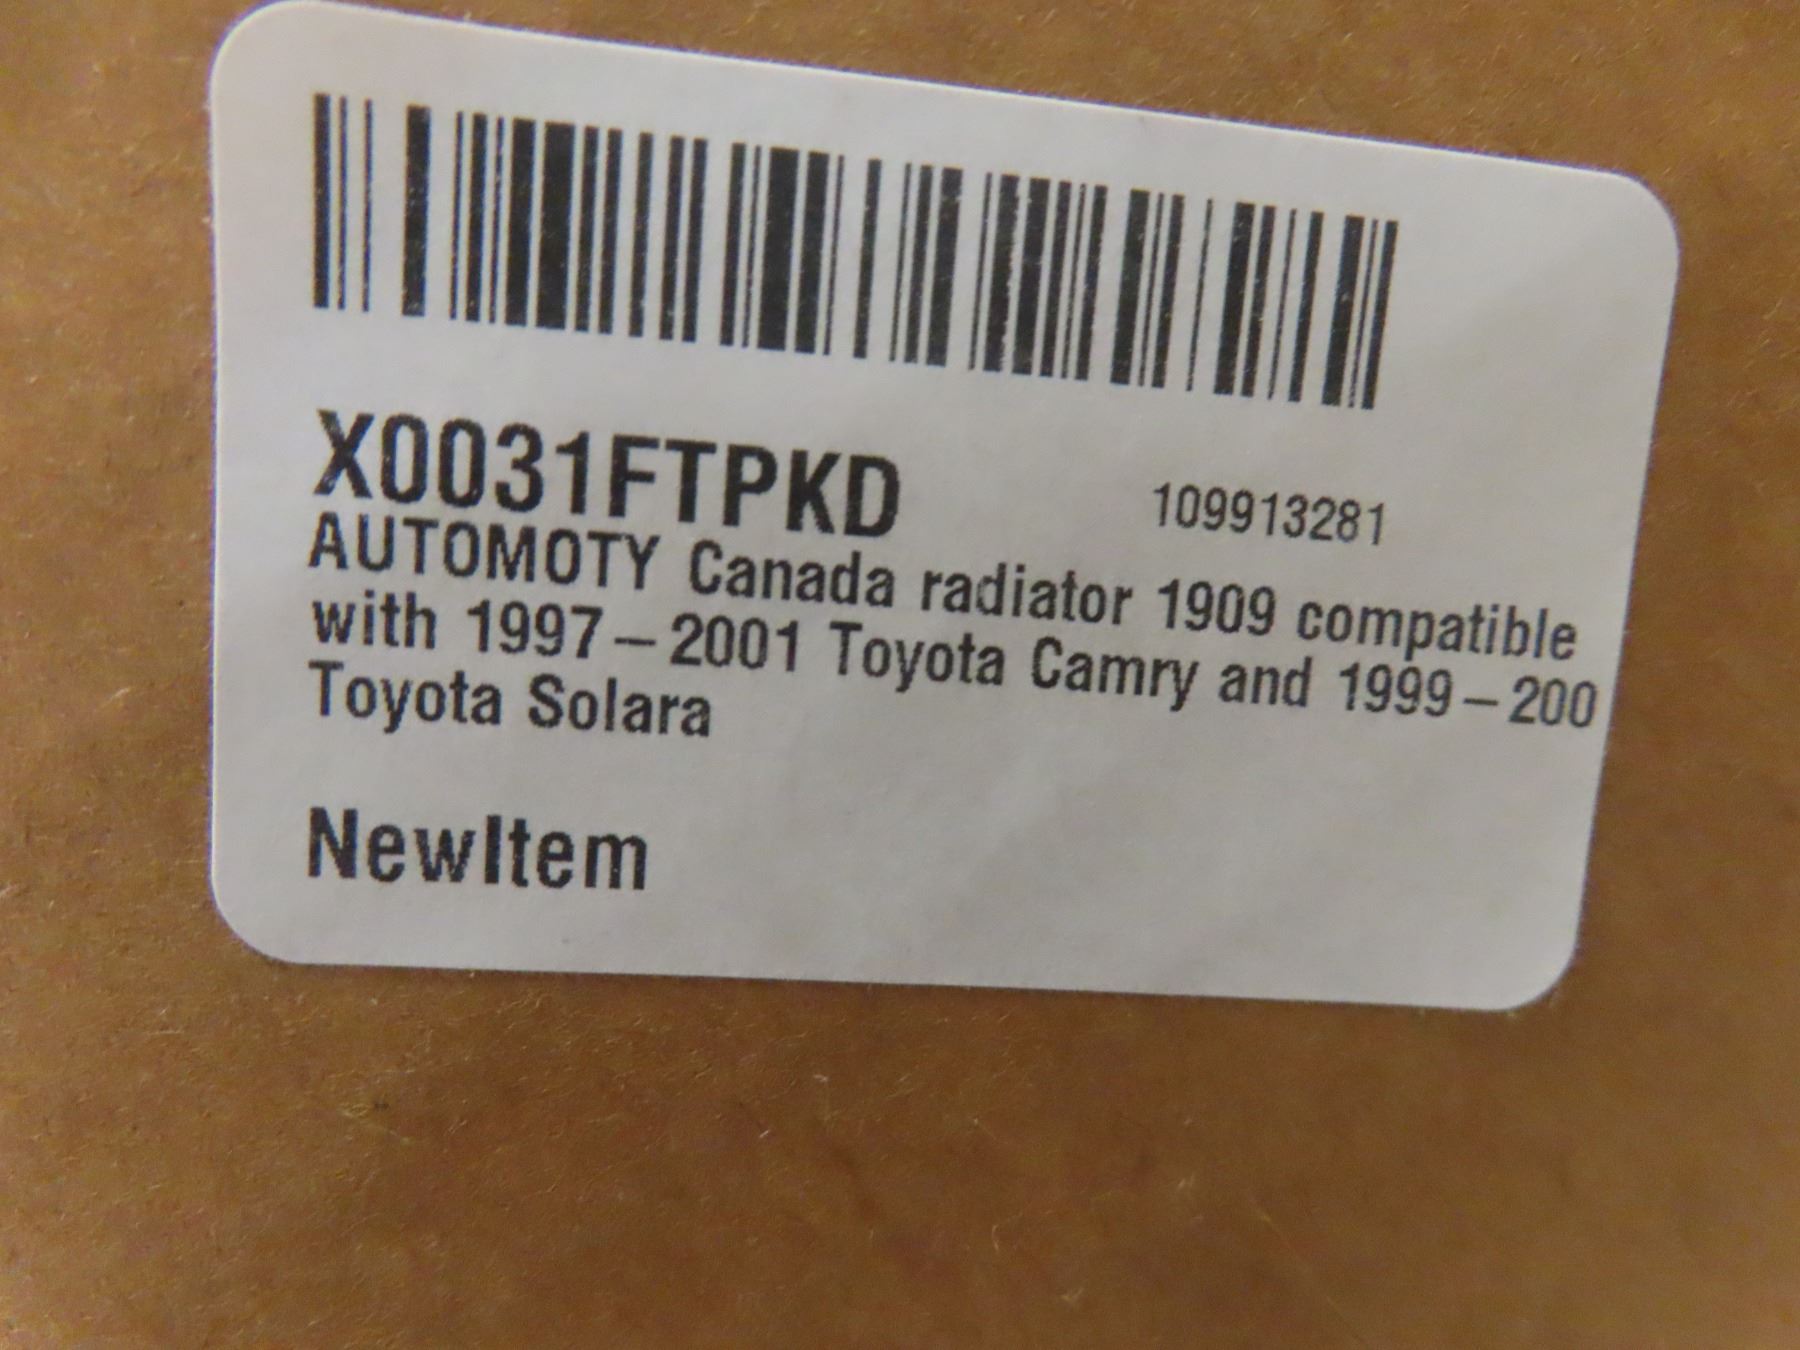 X0031FTPKD
109913281
AUTOMOTY Canada radiator 1909 compatible
with 1997-2001 Toyota Camry and 1999-200
Toyota Solara
NewItem